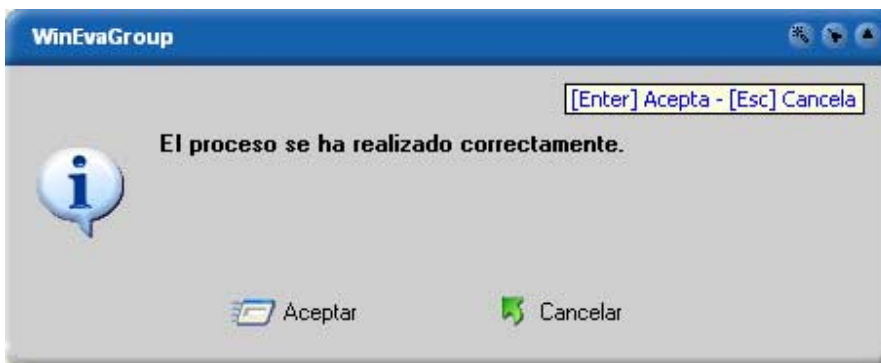 WinEvaGroup
[Enter] Acepta - [Esc] Cancela
El proceso se ha realizado correctamente.
Aceptar
Cancelar